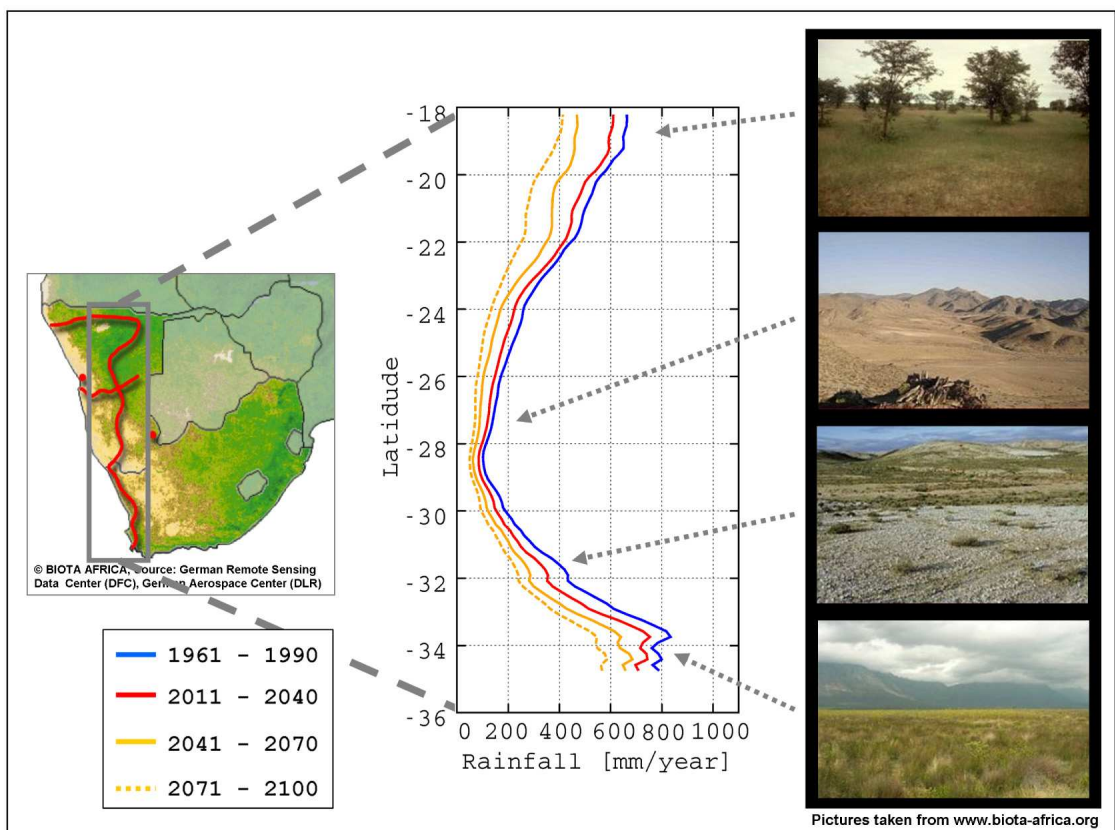 -18
-20
-22
-24
-26
-28
-30
-32
-34
-36
Latidude
0 200 400 600 800 1000
Rainfall [mm/year]
© BIOTA AFRICA, Source: German Remote Sensing
Data Center (DFC), German Aerospace Center (DLR)
1961 - 1990
2011 - 2040
2041 - 2070
2071 - 2100
Pictures taken from www.biota-africa.org